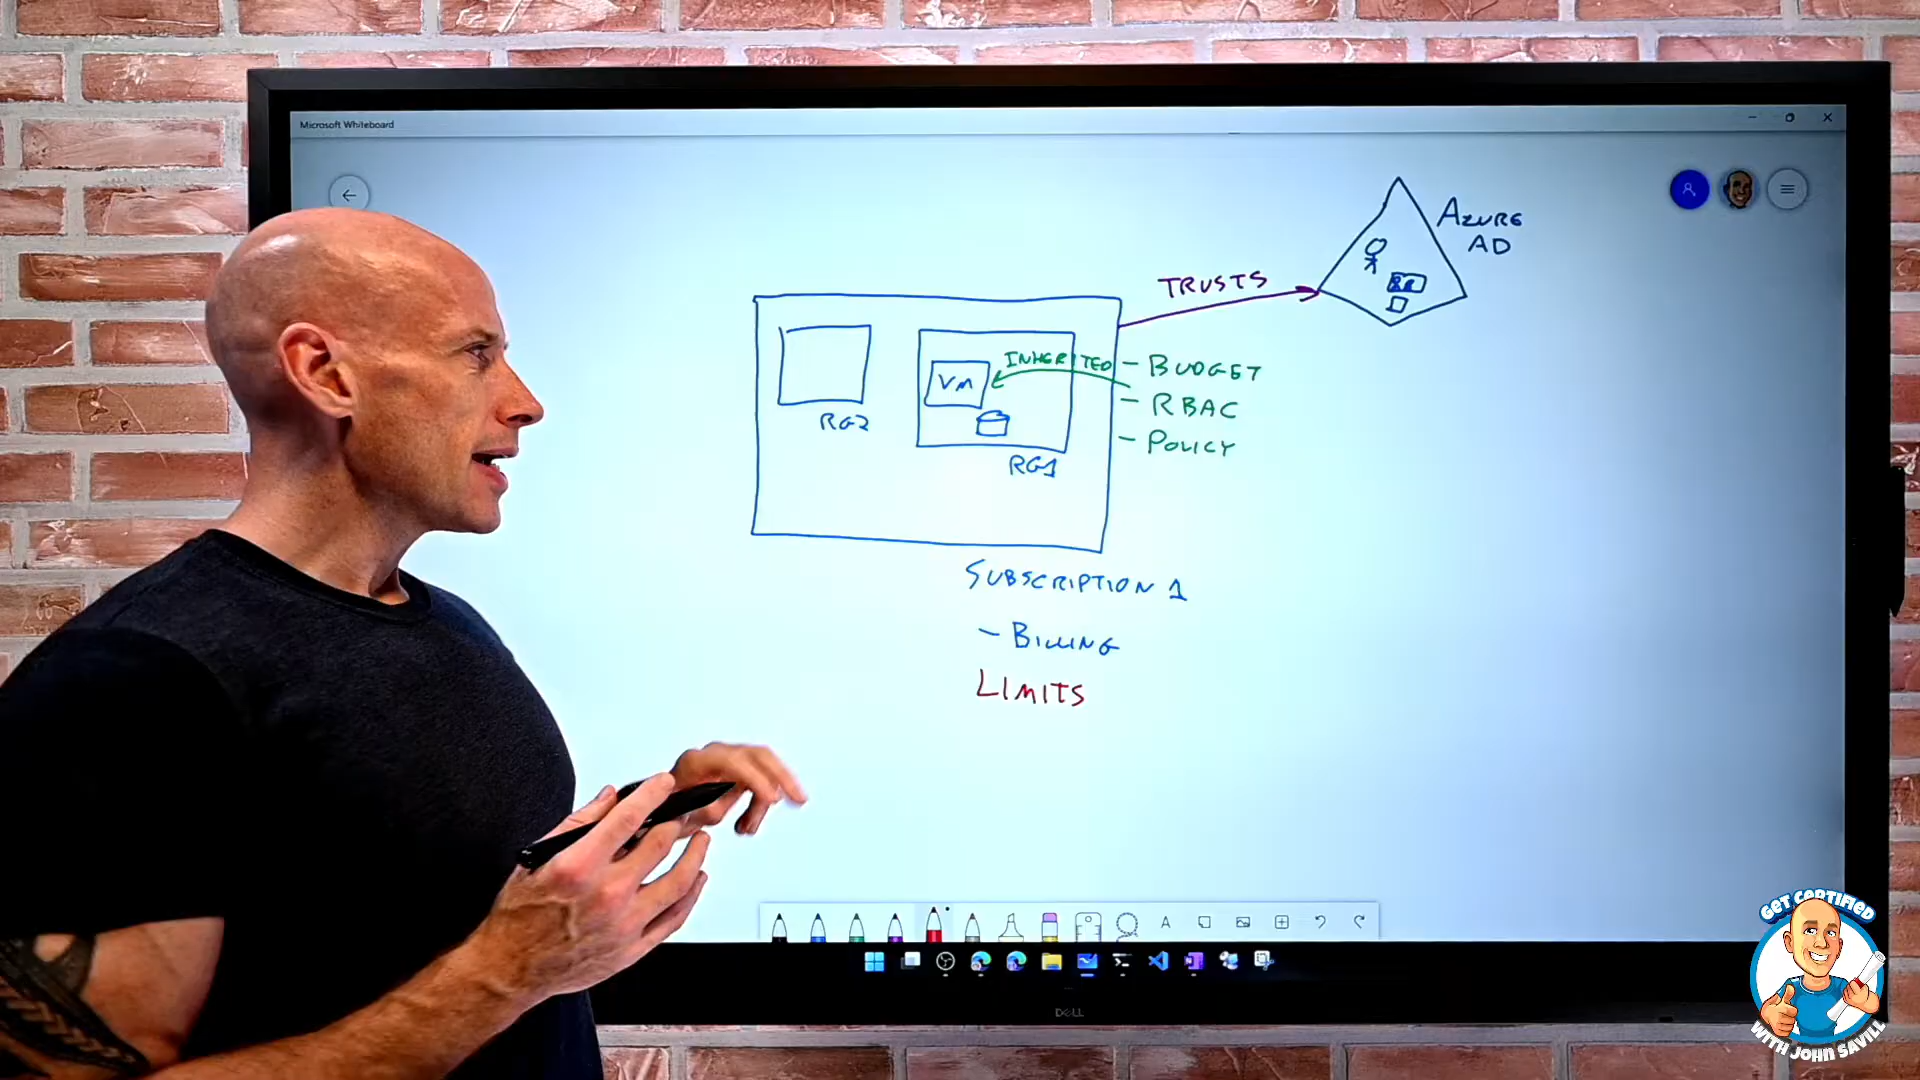 Microsoft Whiteboard
AZURE
AD
TRUSTS
INHERITED
- BUDGET
- RBAC
- POLICY
VM
RG2
RG1
SUBSCRIPTION 1
- BILLING
LIMITS
A
DELL
GET CERTIFIED
WITH JOHN SAVILL